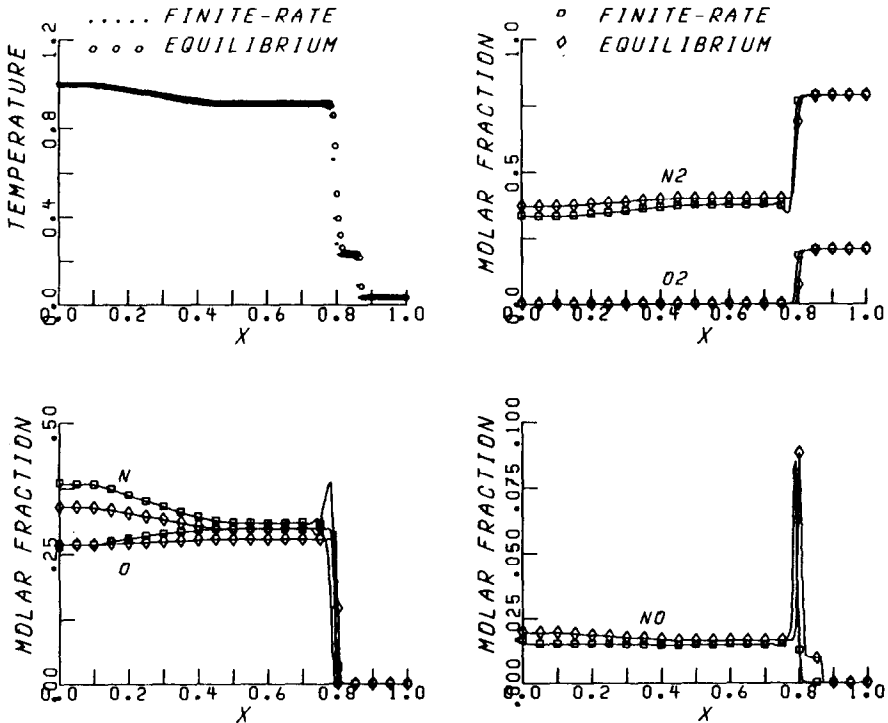 ..... FINITE-RATE
o o o EQUILIBRIUM
TEMPERATURE
1.2
0.8
0.4
0.0
0.0 0.2 0.4 0.6 0.8 1.0
X
FINITE-RATE
EQUILIBRIUM
MOLAR FRACTION
1.0
0.5
0.0
N2
O2
0.0 0.2 0.4 0.6 0.8 1.0
X
MOLAR FRACTION
.50
.25
.00
N
O
0.0 0.2 0.4 0.6 0.8 1.0
X
MOLAR FRACTION
.100
.075
.050
.025
.000
NO
0.0 0.2 0.4 0.6 0.8 1.0
X